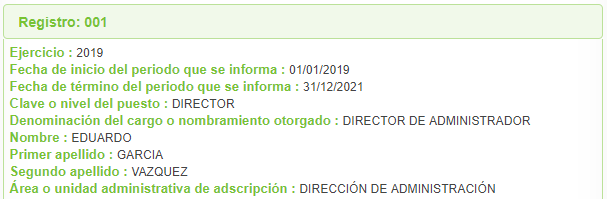 Registro: 001
Ejercicio : 2019
Fecha de inicio del periodo que se informa : 01/01/2019
Fecha de término del periodo que se informa : 31/12/2021
Clave o nivel del puesto : DIRECTOR
Denominación del cargo o nombramiento otorgado : DIRECTOR DE ADMINISTRADOR
Nombre : EDUARDO
Primer apellido : GARCIA
Segundo apellido : VAZQUEZ
Área o unidad administrativa de adscripción : DIRECCIÓN DE ADMINISTRACIÓN